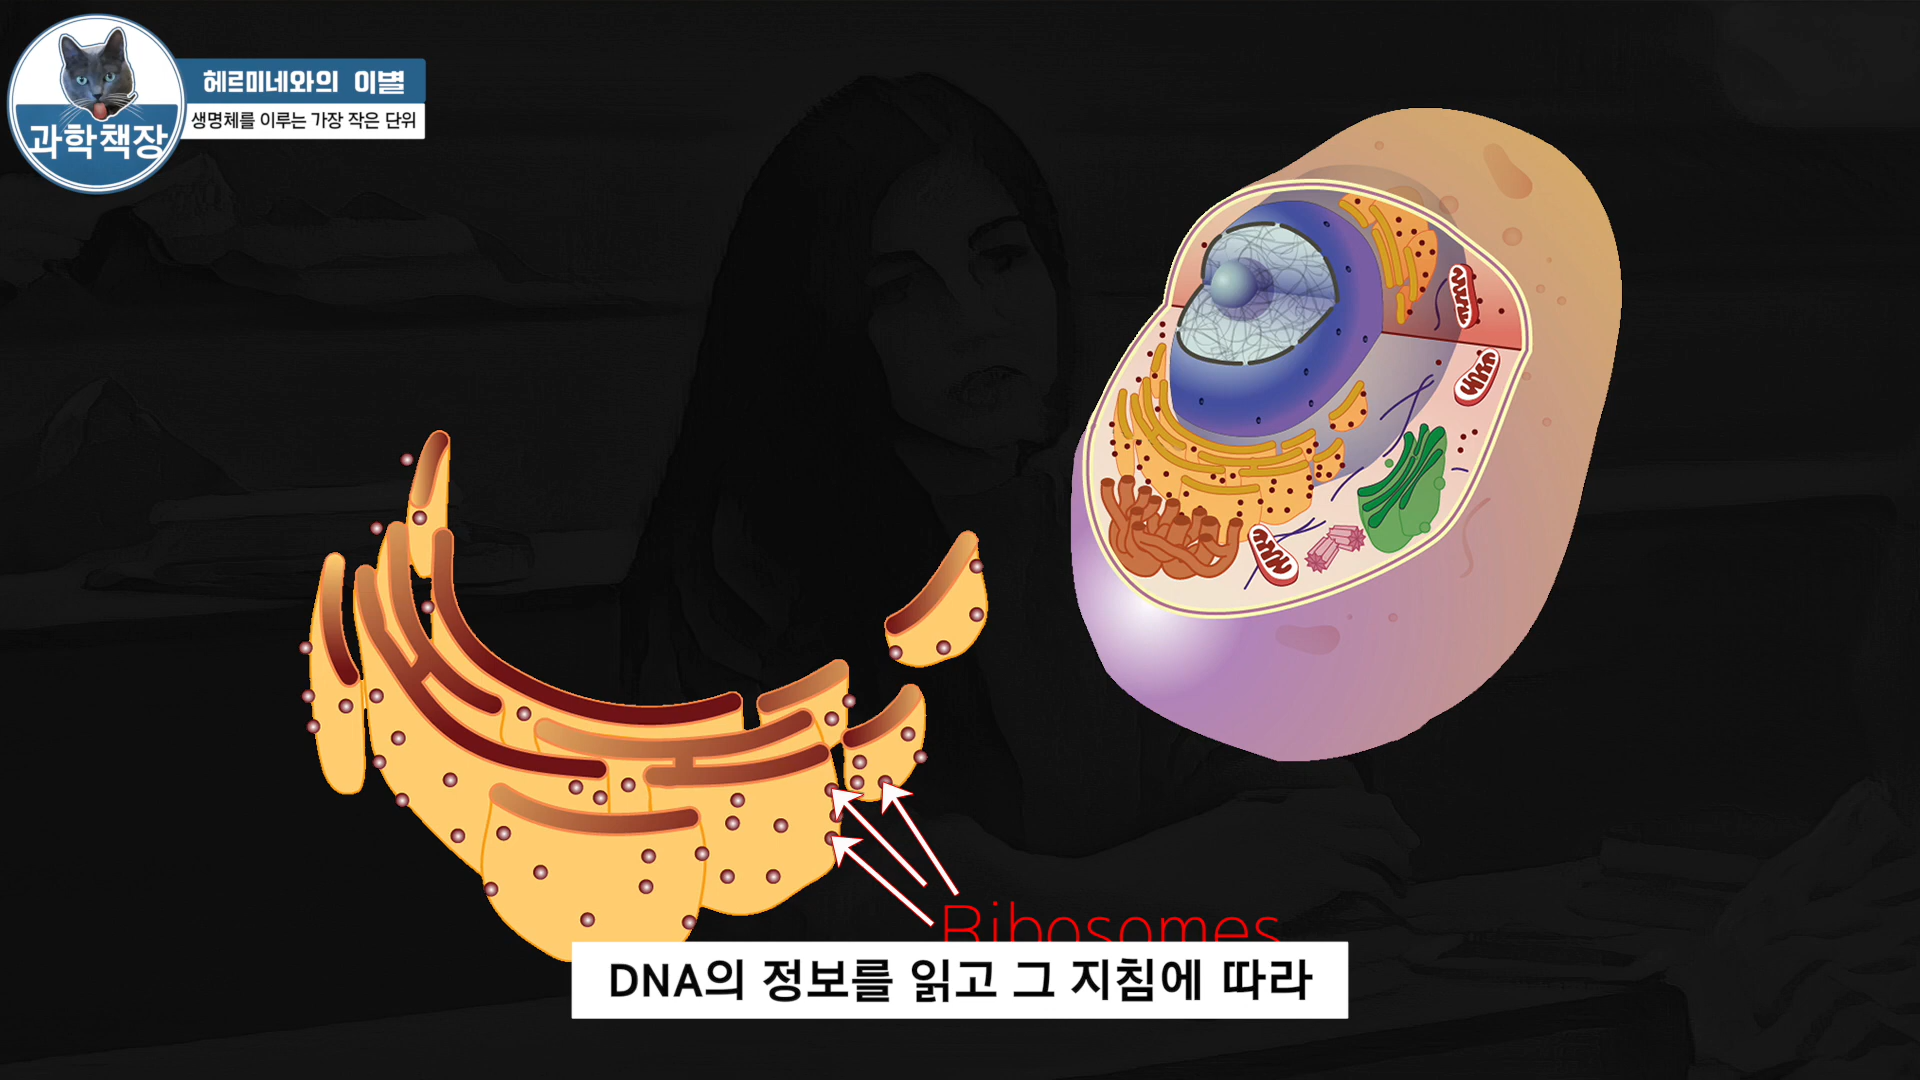 헤르미네와의 이별
생명체를 이루는 가장 작은 단위
과학책장
Ribosomes
DNA의 정보를 읽고 그 지침에 따라